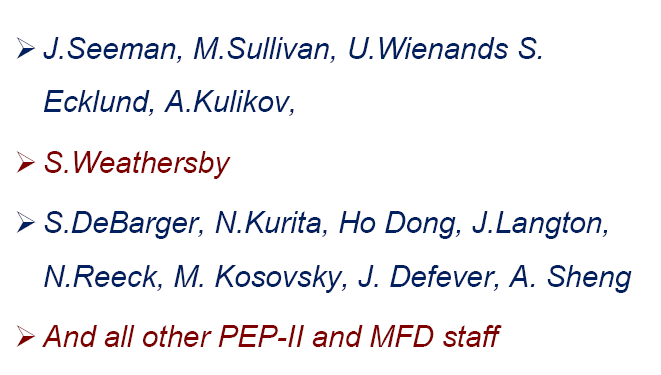 ➢ J.Seeman, M.Sullivan, U.Wienands S.
Ecklund, A.Kulikov,
➢ S.Weathersby
➢ S.DeBarger, N.Kurita, Ho Dong, J.Langton,
N.Reeck, M. Kosovsky, J. Defever, A. Sheng
➢ And all other PEP-II and MFD staff